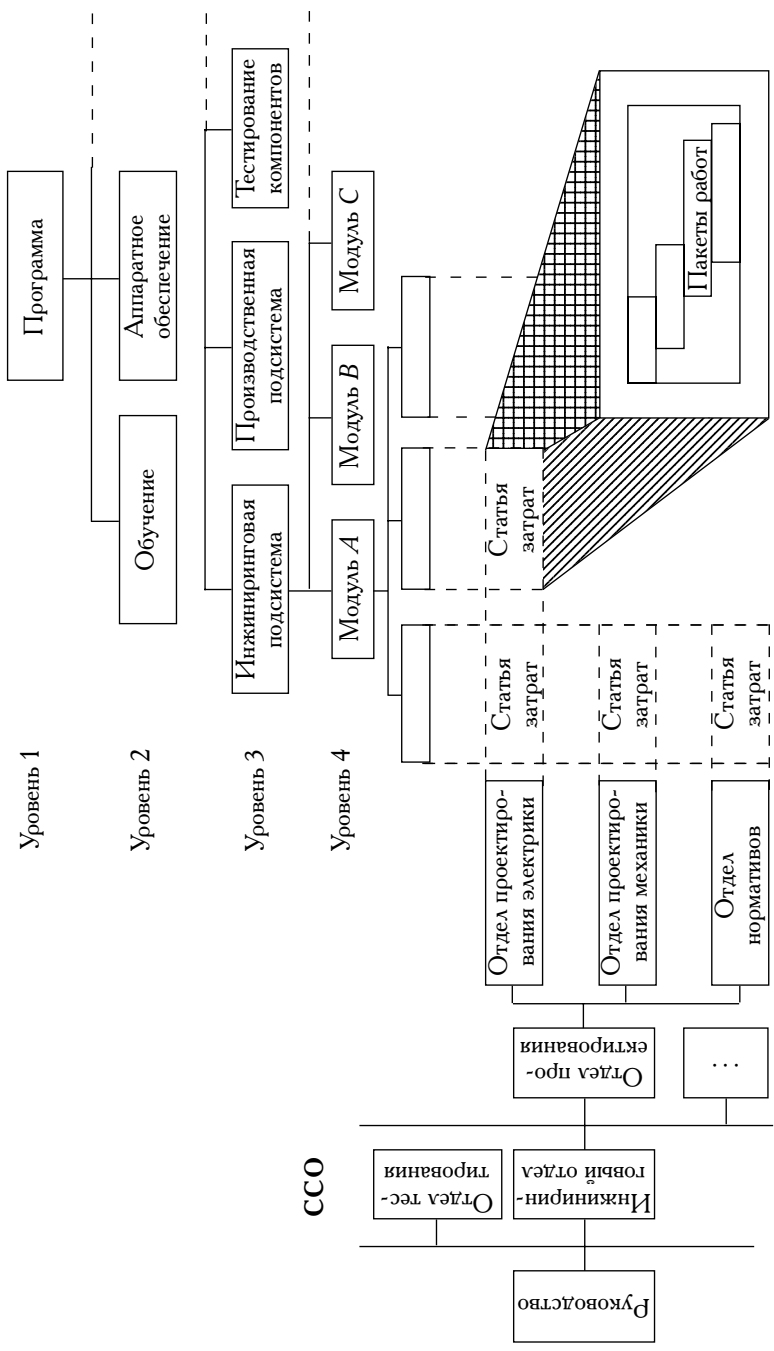 Уровень 1
Программа
Уровень 2
Обучение
Аппаратное
обеспечение
Уровень 3
Инжиниринговая
подсистема
Производственная
подсистема
Тестирование
компонентов
Уровень 4
Модуль A
Модуль B
Модуль C
ССО
Руководство
Отдел тес-
тирования
Инжинирин-
говый отдел
Отдел про-
ектирования
...
Отдел проектиро-
вания электрики
Статья
затрат
Статья
затрат
Отдел проектиро-
вания механики
Статья
затрат
Отдел
нормативов
Статья
затрат
Пакеты работ